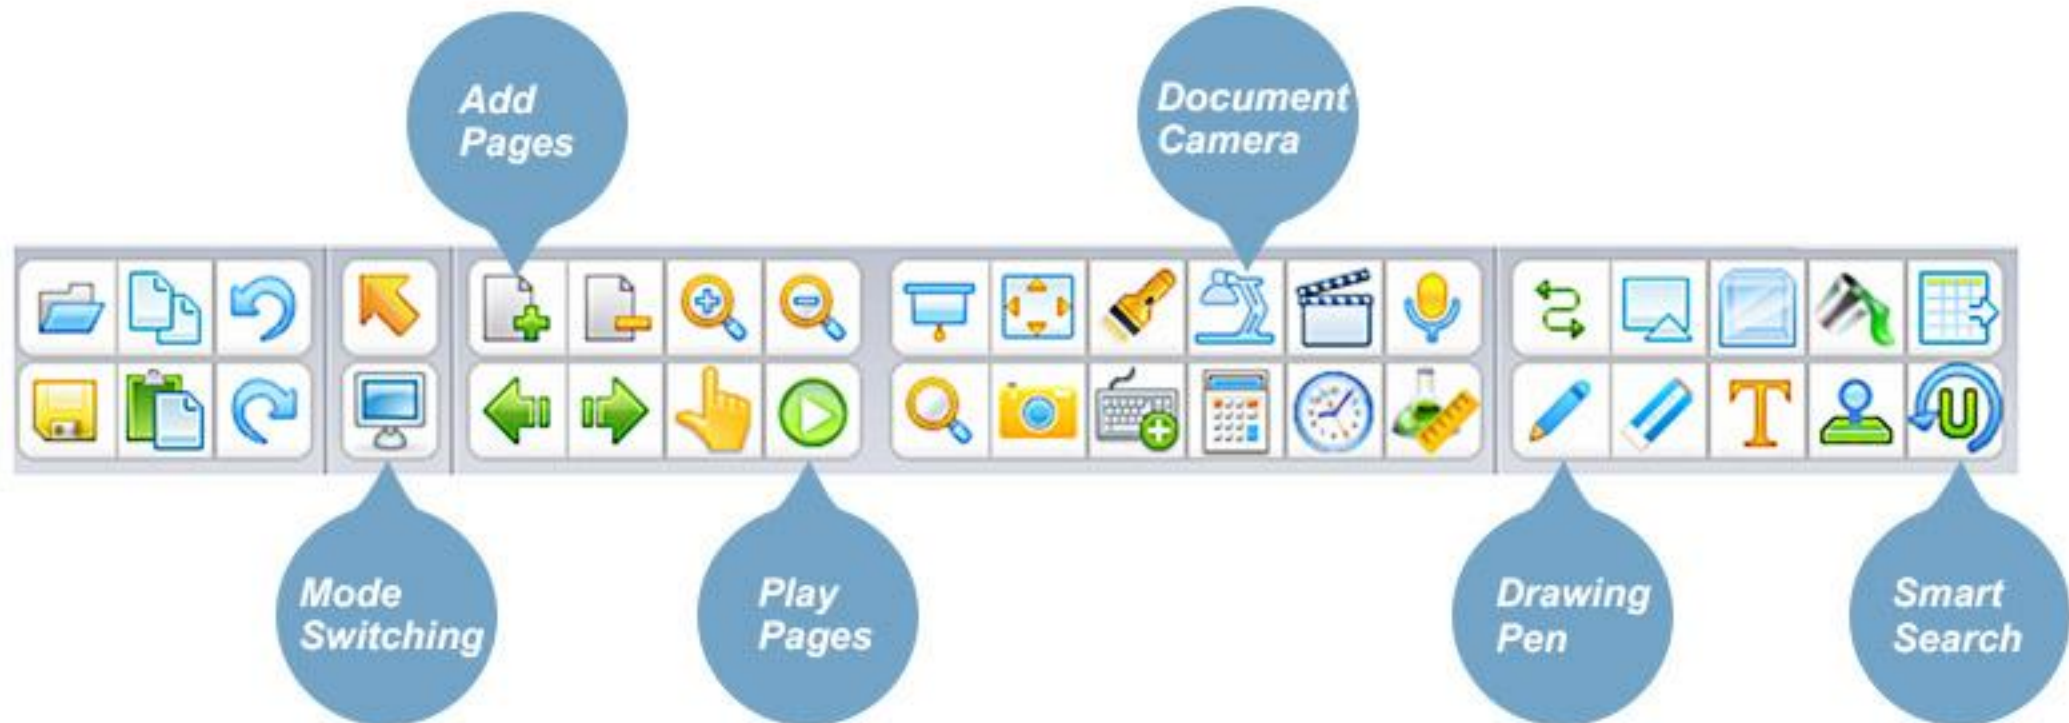 Add
Pages
Document
Camera
Mode
Switching
Play
Pages
Drawing
Pen
Smart
Search
T
U